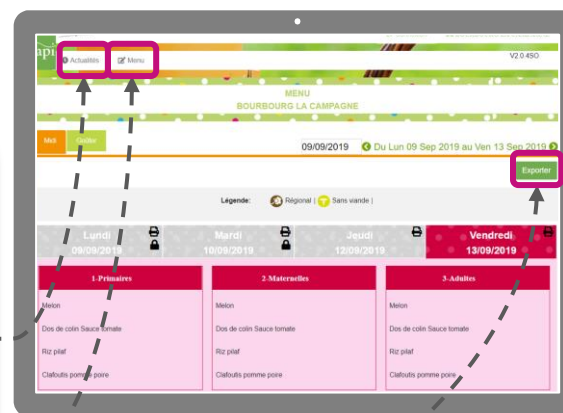 api
Actualités Menu V2.0.4SO
MENU
BOURBOURG LA CAMPAGNE
Midi Goûter 09/09/2019 Du Lun 09 Sep 2019 au Ven 13 Sep 2019
Exporter
Légende: Régional | Sans viande |
Lundi Mardi Jeudi Vendredi
09/09/2019 10/09/2019 12/09/2019 13/09/2019
1-Primaires 2-Maternelles 3-Adultes
Melon Melon Melon
Dos de colin Sauce tomate Dos de colin Sauce tomate Dos de colin Sauce tomate
Riz pilaf Riz pilaf Riz pilaf
Clafoutis pomme poire Clafoutis pomme poire Clafoutis pomme poire